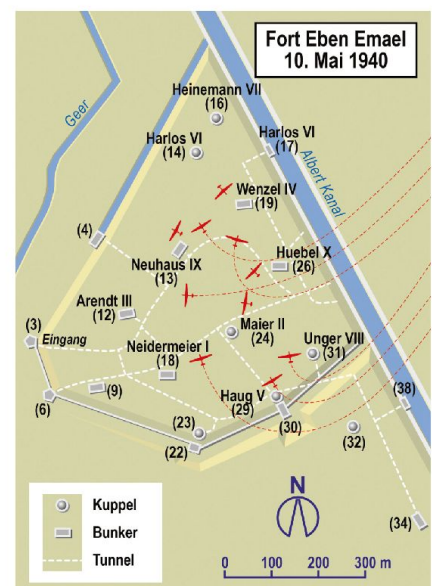 Fort Eben Emael
10. Mai 1940
Geer
Heinemann VII
(16)
Harlos VI
(14)
Harlos VI
(17)
Albert Kanal
Wenzel IV
(19)
(4)
Neuhaus IX
(13)
Huebel X
(26)
Arendt III
(12)
(3)
Eingang
Maier II
(24)
Unger VIII
(31)
Neidermeier I
(18)
(9)
(6)
Haug V
(29)
(30)
(38)
(23)
(22)
(32)
(34)
Kuppel
Bunker
Tunnel
N
0 100 200 300 m